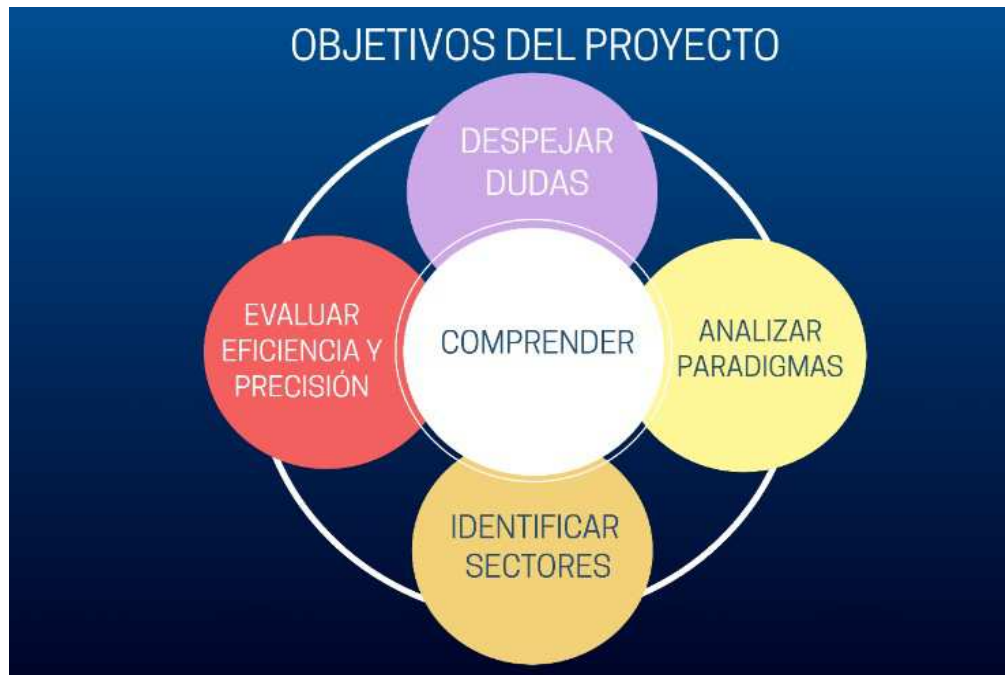 OBJETIVOS DEL PROYECTO
DESPEJAR
DUDAS
EVALUAR
EFICIENCIA Y
PRECISIÓN
COMPRENDER
ANALIZAR
PARADIGMAS
IDENTIFICAR
SECTORES